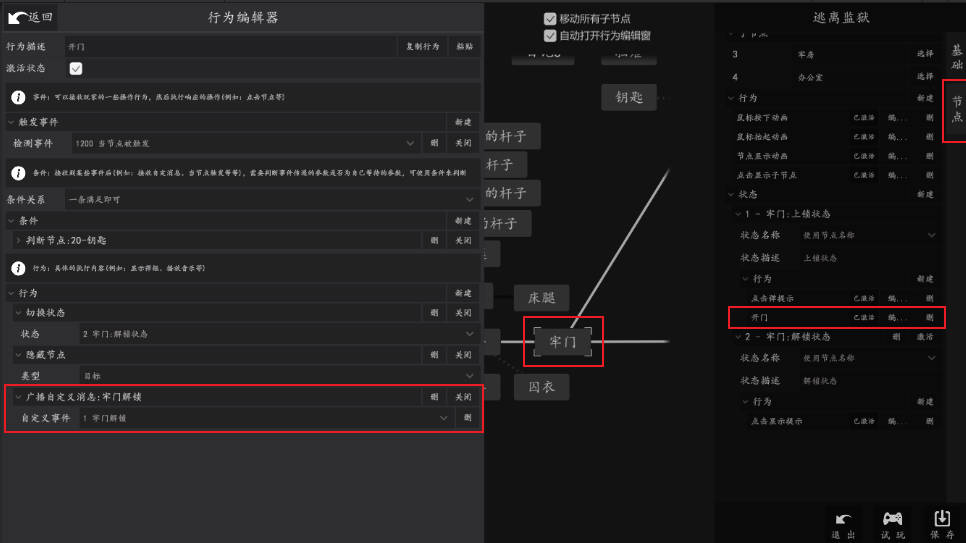 返回
行为编辑器
行为描述 开门 复制行为 粘贴
激活状态
事件：可以接收玩家的一些操作行为，然后执行响应的操作(例如：点击节点等)
触发事件 新建
检测事件 1200 当节点被触发 删 关闭
条件：接收到某些事件后(例如：接收自定义消息、当节点触发等等)，需要判断事件传递的参数是否为自己等待的参数，可使用条件来判断
条件关系 一条满足即可
条件 新建
判断节点:20-钥匙 删 关闭
行为：具体的执行内容(例如：显示弹框、播放音乐等)
行为 新建
切换状态 删 关闭
状态 2 牢门:解锁状态
隐藏节点 删 关闭
类型 目标
广播自定义消息:牢门解锁 删 关闭
自定义事件 1 牢门解锁 删
移动所有子节点
自动打开行为编辑窗
钥匙
的杆子
杆子
的杆子
的杆子
床腿
牢门
囚衣
逃离监狱
子节点
3 牢房 选择
4 办公室 选择
行为 新建
鼠标按下动画 已激活 编... 删
鼠标抬起动画 已激活 编... 删
节点显示动画 已激活 编... 删
点击显示子节点 已激活 编... 删
状态 新建
1 - 牢门:上锁状态
状态名称 使用节点名称
状态描述 上锁状态
行为 新建
点击弹提示 已激活 编... 删
开门 已激活 编... 删
2 - 牢门:解锁状态 删 激活
状态名称 使用节点名称
状态描述 解锁状态
行为 新建
点击显示提示 已激活 编... 删
基础
节点
退出 试玩 保存